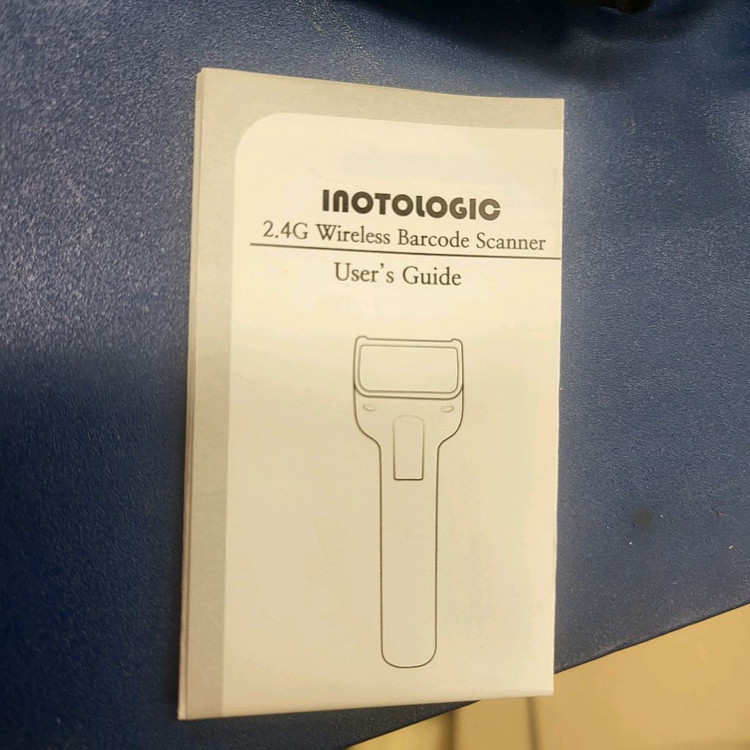 INOTOLOGIC
2.4G Wireless Barcode Scanner
User's Guide